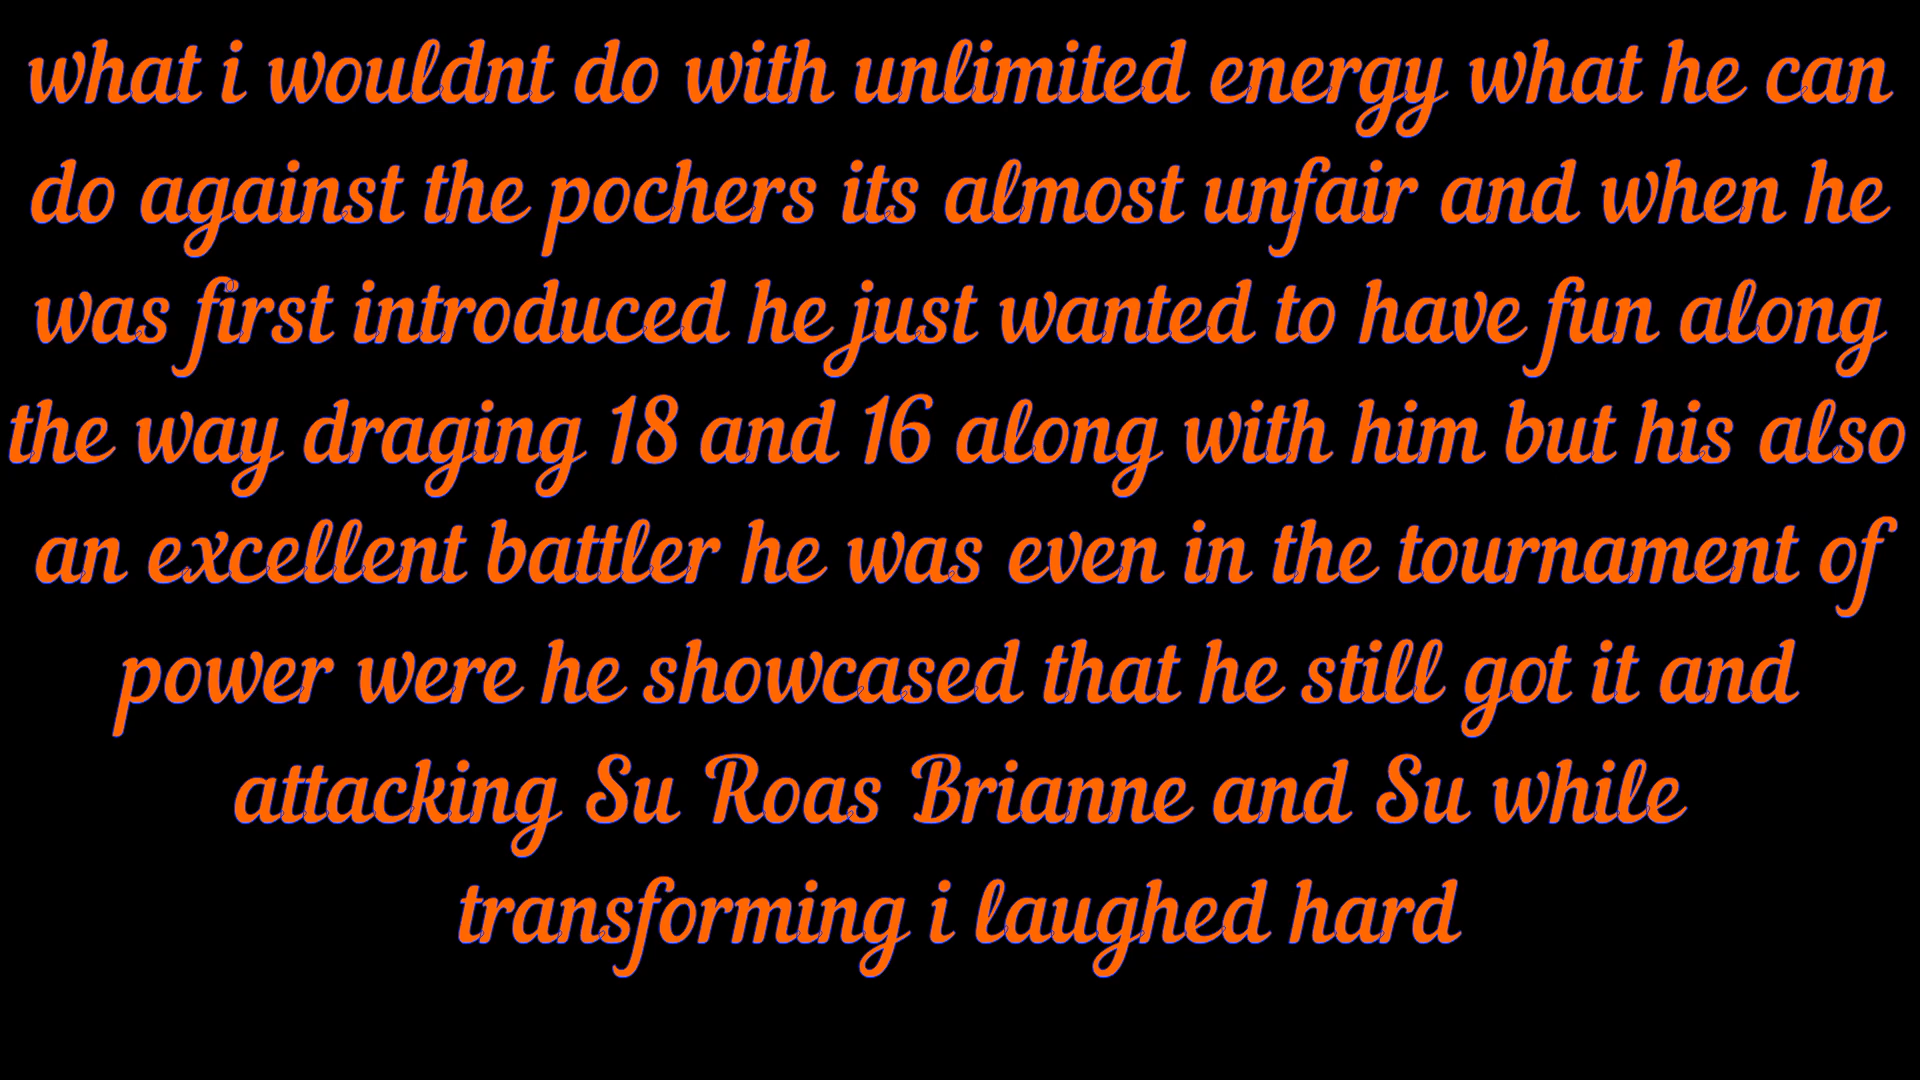 what i wouldnt do with unlimited energy what he can
do against the pochers its almost unfair and when he
was first introduced he just wanted to have fun along
the way draging 18 and 16 along with him but his also
an excellent battler he was even in the tournament of
power were he showcased that he still got it and
attacking Su Roas Brianne and Su while
transforming i laughed hard